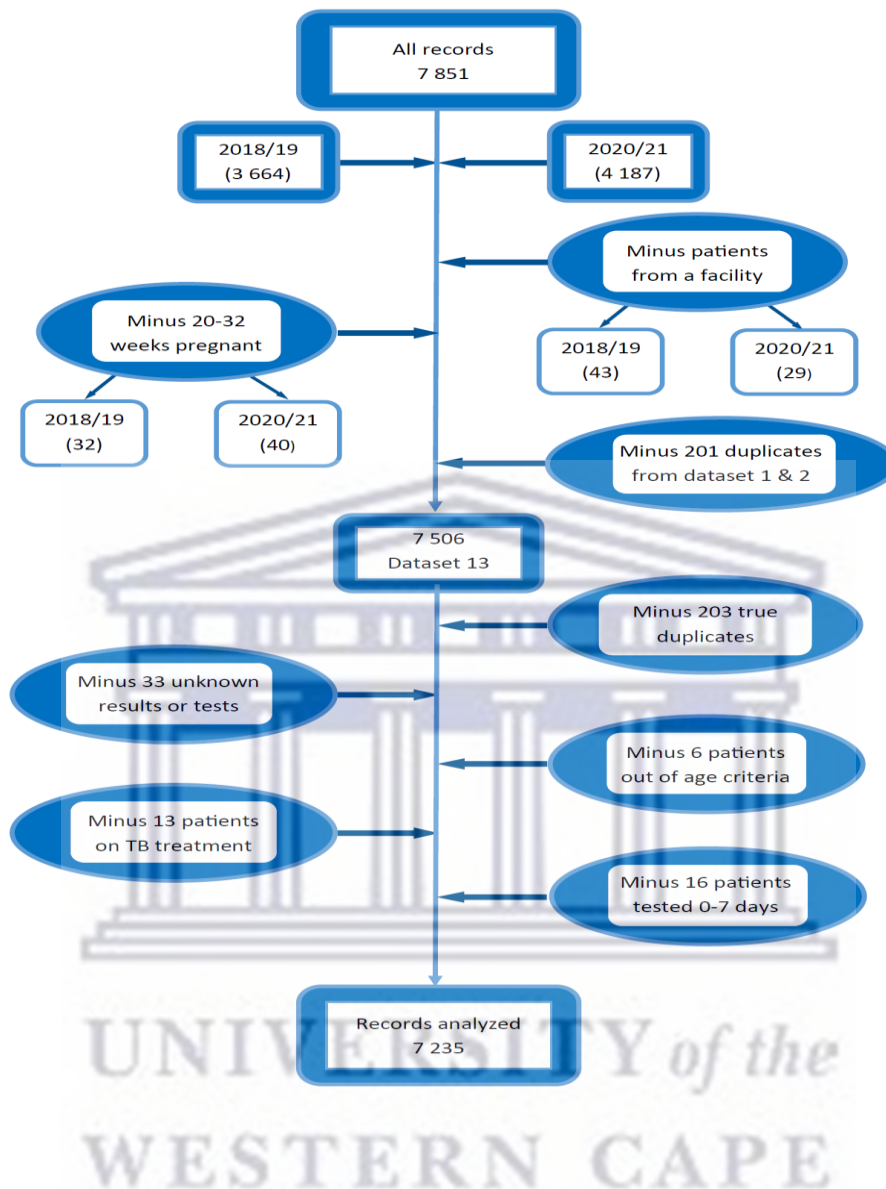 All records
7 851
2018/19
(3 664)
2020/21
(4 187)
Minus patients
from a facility
2018/19
(43)
2020/21
(29)
Minus 20-32
weeks pregnant
2018/19
(32)
2020/21
(40)
Minus 201 duplicates
from dataset 1 & 2
7 506
Dataset 13
Minus 203 true
duplicates
Minus 33 unknown
results or tests
Minus 6 patients
out of age criteria
Minus 13 patients
on TB treatment
Minus 16 patients
tested 0-7 days
Records analyzed
7 235
UNIVERSITY of the
WESTERN CAPE